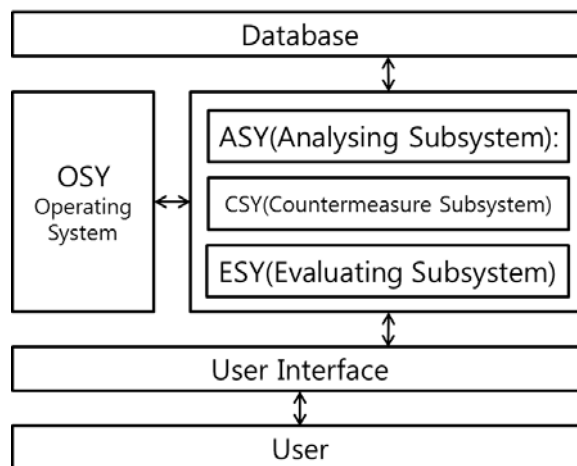 Database
OSY
Operating
System
ASY(Analysing Subsystem):
CSY(Countermeasure Subsystem)
ESY(Evaluating Subsystem)
User Interface
User